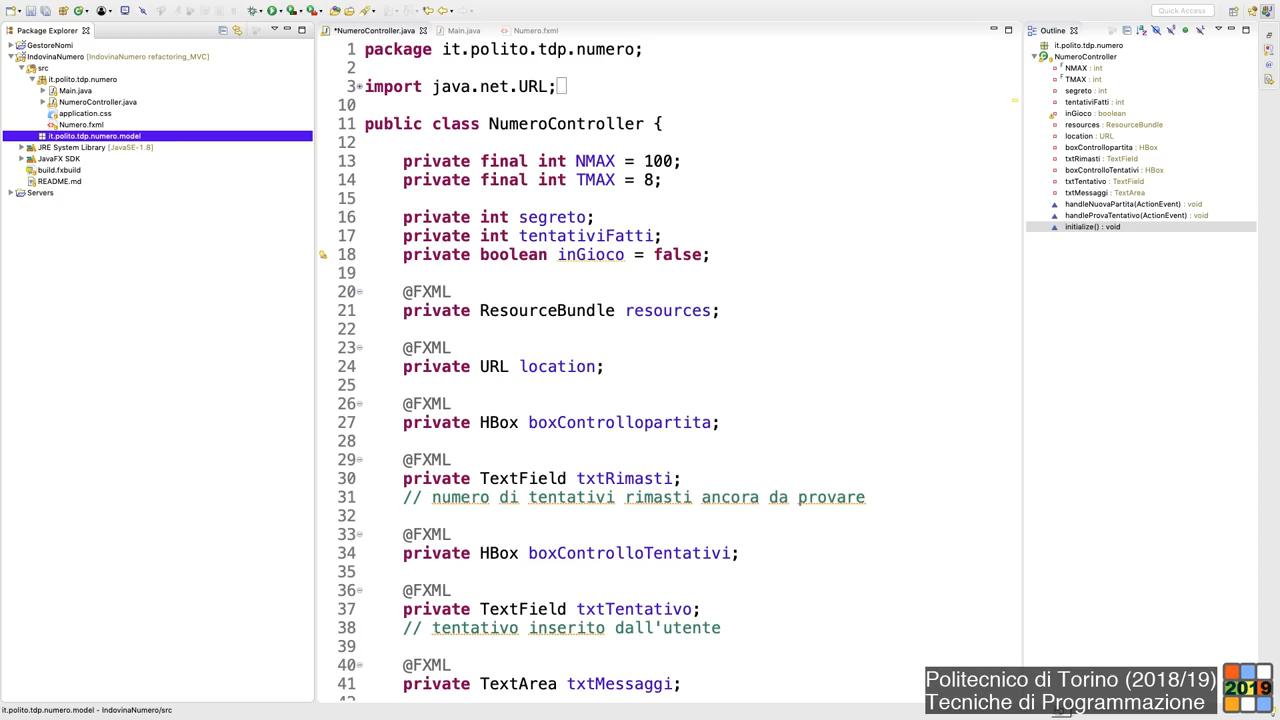 Quick Access
Package Explorer
GestoreNomi
IndovinaNumero [IndovinaNumero refactoring_MVC]
src
it.polito.tdp.numero
Main.java
NumeroController.java
application.css
Numero.fxml
it.polito.tdp.numero.model
JRE System Library [JavaSE-1.8]
JavaFX SDK
build.fxbuild
README.md
Servers
*NumeroController.java
Main.java
Numero.fxml
1 package it.polito.tdp.numero;
2
3 import java.net.URL;
10
11 public class NumeroController {
12
13 private final int NMAX = 100;
14 private final int TMAX = 8;
15
16 private int segreto;
17 private int tentativiFatti;
18 private boolean inGioco = false;
19
20 @FXML
21 private ResourceBundle resources;
22
23 @FXML
24 private URL location;
25
26 @FXML
27 private HBox boxControllopartita;
28
29 @FXML
30 private TextField txtRimasti;
31 // numero di tentativi rimasti ancora da provare
32
33 @FXML
34 private HBox boxControlloTentativi;
35
36 @FXML
37 private TextField txtTentativo;
38 // tentativo inserito dall'utente
39
40 @FXML
41 private TextArea txtMessaggi;
Outline
it.polito.tdp.numero
NumeroController
NMAX : int
TMAX : int
segreto : int
tentativiFatti : int
inGioco : boolean
resources : ResourceBundle
location : URL
boxControllopartita : HBox
txtRimasti : TextField
boxControlloTentativi : HBox
txtTentativo : TextField
txtMessaggi : TextArea
handleNuovaPartita(ActionEvent) : void
handleProvaTentativo(ActionEvent) : void
initialize() : void
Politecnico di Torino (2018/19)
Tecniche di Programmazione
2019
it.polito.tdp.numero.model - IndovinaNumero/src